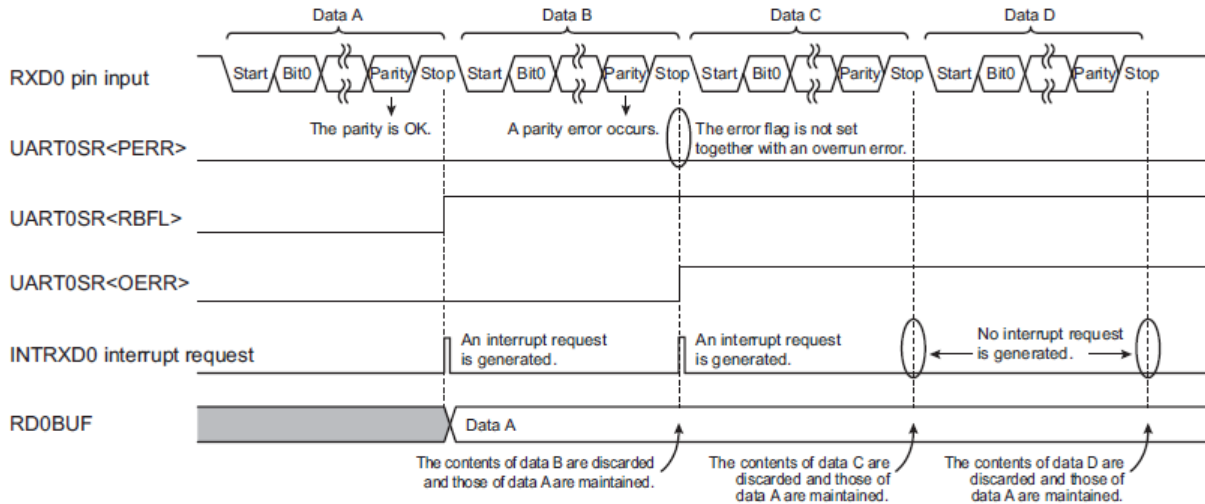 Data A
Data B
Data C
Data D
RXD0 pin input
Start
Bit0
Parity
Stop
Start
Bit0
Parity
Stop
Start
Bit0
Parity
Stop
Start
Bit0
Parity
Stop
The parity is OK.
A parity error occurs.
The error flag is not set
together with an overrun error.
UART0SR<PERR>
UART0SR<RBFL>
UART0SR<OERR>
INTRXD0 interrupt request
An interrupt request
is generated.
An interrupt request
is generated.
No interrupt request
is generated.
RD0BUF
Data A
The contents of data B are discarded
and those of data A are maintained.
The contents of data C are
discarded and those of
data A are maintained.
The contents of data D are
discarded and those of
data A are maintained.